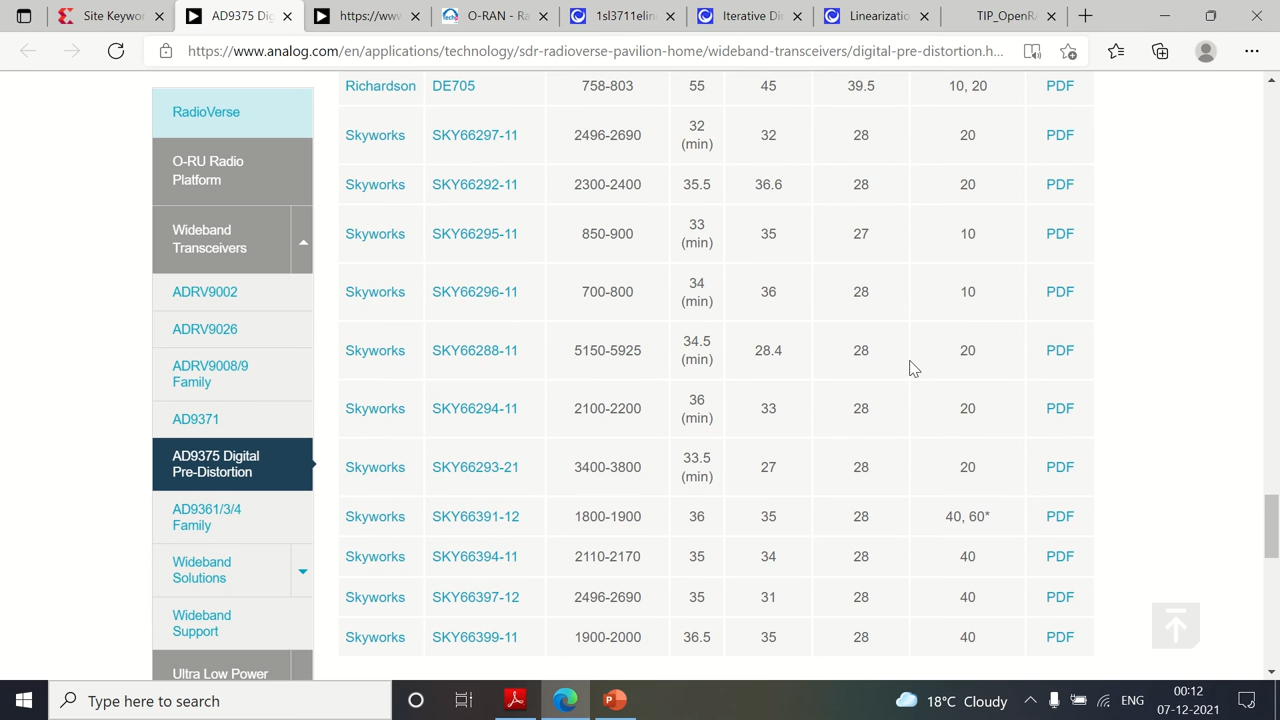 Site Keywor
AD9375 Dig
https://www
O-RAN - Ra
1sl3711elin
Iterative Dir
Linearizatio
TIP_OpenRA
https://www.analog.com/en/applications/technology/sdr-radioverse-pavilion-home/wideband-transceivers/digital-pre-distortion.h...
RadioVerse
O-RU Radio
Platform
Wideband
Transceivers
ADRV9002
ADRV9026
ADRV9008/9
Family
AD9371
AD9375 Digital
Pre-Distortion
AD9361/3/4
Family
Wideband
Solutions
Wideband
Support
Ultra Low Power
Richardson DE705 758-803 55 45 39.5 10, 20 PDF
Skyworks SKY66297-11 2496-2690 32 (min) 32 28 20 PDF
Skyworks SKY66292-11 2300-2400 35.5 36.6 28 20 PDF
Skyworks SKY66295-11 850-900 33 (min) 35 27 10 PDF
Skyworks SKY66296-11 700-800 34 (min) 36 28 10 PDF
Skyworks SKY66288-11 5150-5925 34.5 (min) 28.4 28 20 PDF
Skyworks SKY66294-11 2100-2200 36 (min) 33 28 20 PDF
Skyworks SKY66293-21 3400-3800 33.5 (min) 27 28 20 PDF
Skyworks SKY66391-12 1800-1900 36 35 28 40, 60* PDF
Skyworks SKY66394-11 2110-2170 35 34 28 40 PDF
Skyworks SKY66397-12 2496-2690 35 31 28 40 PDF
Skyworks SKY66399-11 1900-2000 36.5 35 28 40 PDF
Type here to search
18°C Cloudy
ENG
00:12
07-12-2021